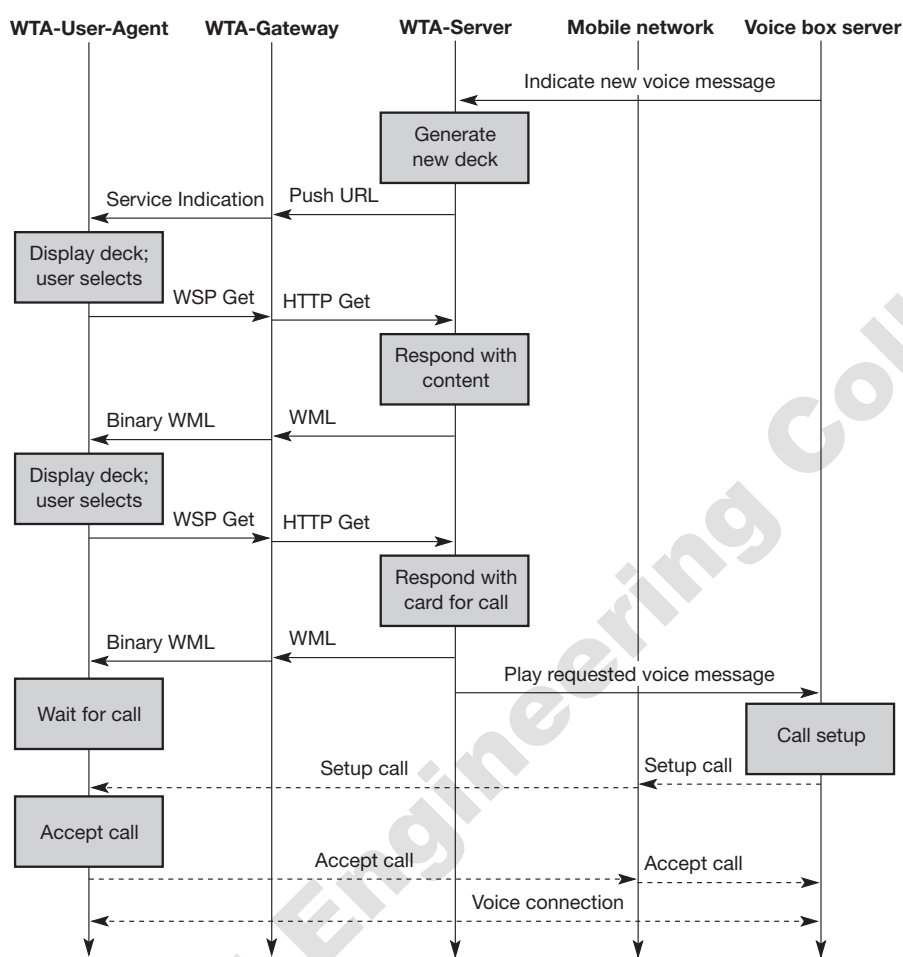 WTA-User-Agent WTA-Gateway WTA-Server Mobile network Voice box server
Indicate new voice message
Generate
new deck
Service Indication Push URL
Display deck;
user selects
WSP Get HTTP Get
Respond with
content
Binary WML WML
Display deck;
user selects
WSP Get HTTP Get
Respond with
card for call
Binary WML WML
Play requested voice message
Wait for call
Call setup
Setup call Setup call
Accept call
Accept call Accept call
Voice connection
Engineering Coll